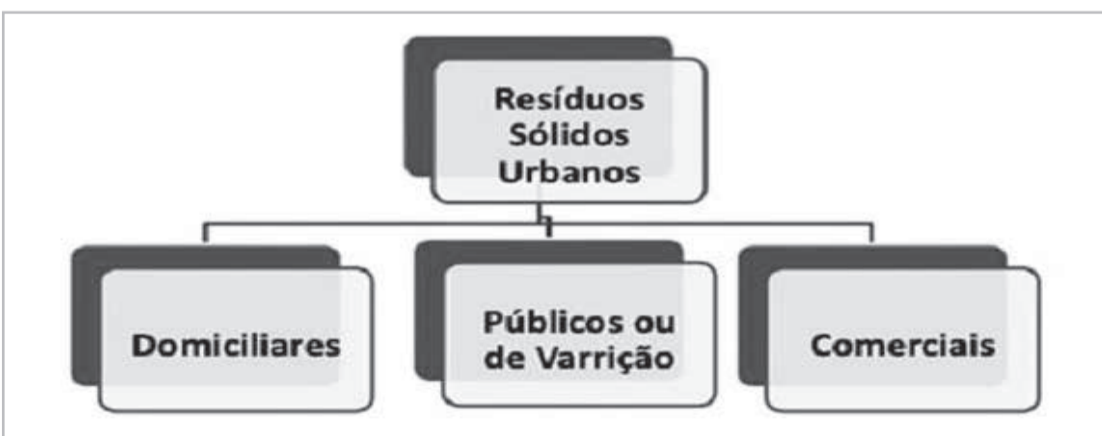 Resíduos
Sólidos
Urbanos
Domiciliares
Públicos ou
de Varrição
Comerciais